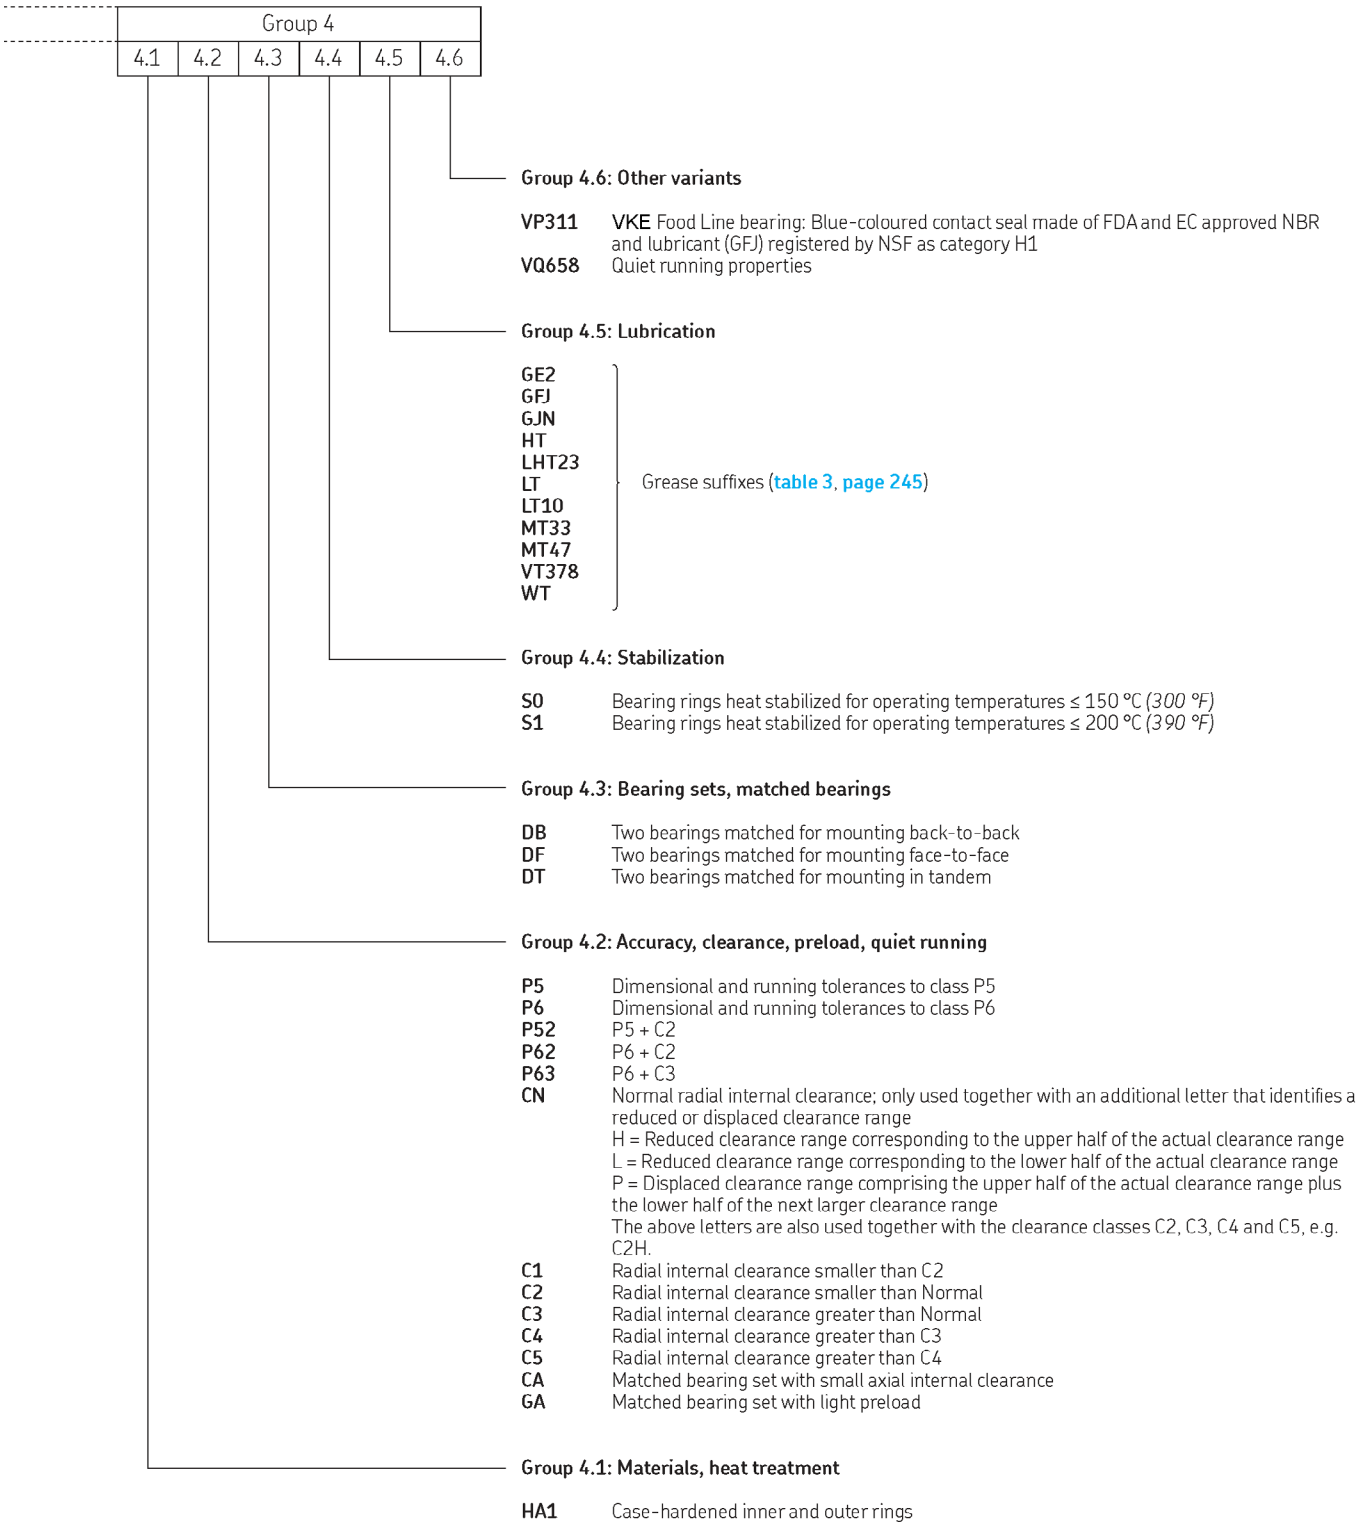 Group 4
4.1 4.2 4.3 4.4 4.5 4.6
Group 4.6: Other variants
VP311 VKE Food Line bearing: Blue-coloured contact seal made of FDA and EC approved NBR
and lubricant (GFJ) registered by NSF as category H1
VQ658 Quiet running properties
Group 4.5: Lubrication
GE2
GFJ
GJN
HT
LHT23
LT
LT10
MT33
MT47
VT378
WT
Grease suffixes (table 3, page 245)
Group 4.4: Stabilization
S0 Bearing rings heat stabilized for operating temperatures ≤ 150 °C (300 °F)
S1 Bearing rings heat stabilized for operating temperatures ≤ 200 °C (390 °F)
Group 4.3: Bearing sets, matched bearings
DB Two bearings matched for mounting back-to-back
DF Two bearings matched for mounting face-to-face
DT Two bearings matched for mounting in tandem
Group 4.2: Accuracy, clearance, preload, quiet running
P5 Dimensional and running tolerances to class P5
P6 Dimensional and running tolerances to class P6
P52 P5 + C2
P62 P6 + C2
P63 P6 + C3
CN Normal radial internal clearance; only used together with an additional letter that identifies a
reduced or displaced clearance range
H = Reduced clearance range corresponding to the upper half of the actual clearance range
L = Reduced clearance range corresponding to the lower half of the actual clearance range
P = Displaced clearance range comprising the upper half of the actual clearance range plus
the lower half of the next larger clearance range
The above letters are also used together with the clearance classes C2, C3, C4 and C5, e.g.
C2H.
C1 Radial internal clearance smaller than C2
C2 Radial internal clearance smaller than Normal
C3 Radial internal clearance greater than Normal
C4 Radial internal clearance greater than C3
C5 Radial internal clearance greater than C4
CA Matched bearing set with small axial internal clearance
GA Matched bearing set with light preload
Group 4.1: Materials, heat treatment
HA1 Case-hardened inner and outer rings